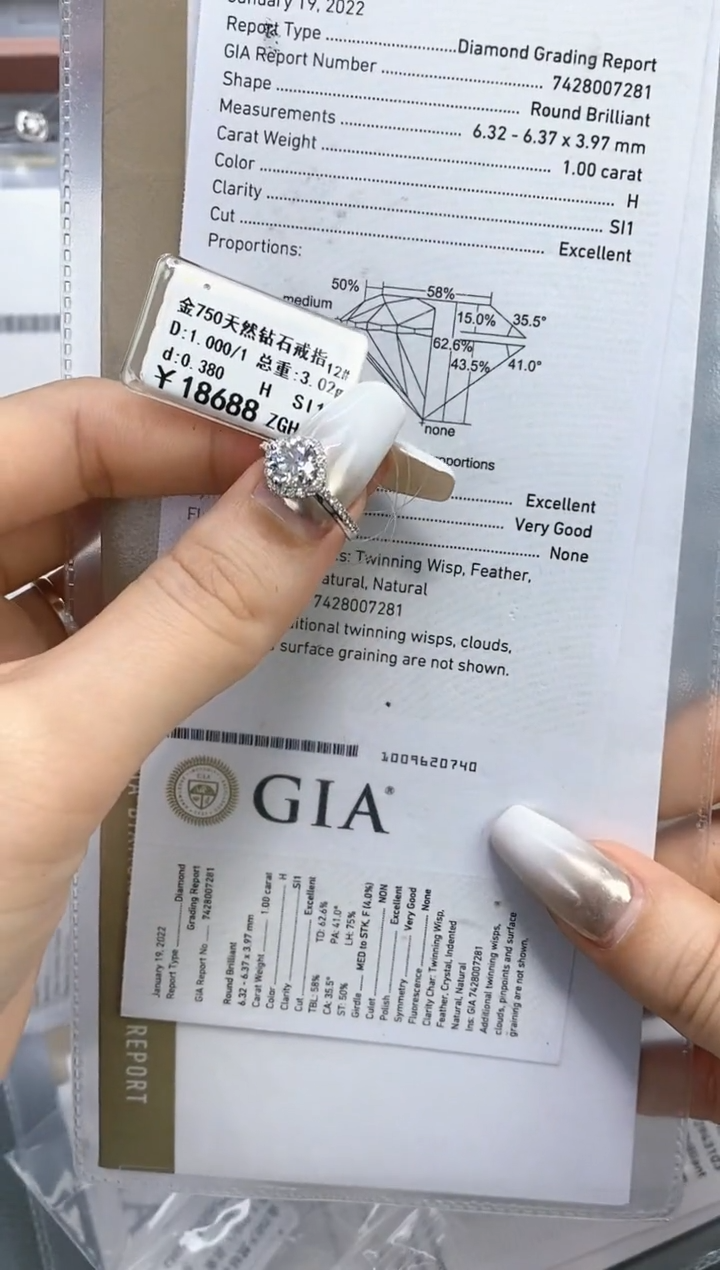 January 19, 2022
Report Type Diamond Grading Report
GIA Report Number 7428007281
Shape Round Brilliant
Measurements 6.32 - 6.37 x 3.97 mm
Carat Weight 1.00 carat
Color H
Clarity SI1
Cut Excellent
Proportions:
50%
58%
medium
15.0%
35.5°
62.6%
43.5%
41.0°
none
金750天然钻石戒指 12#
D:1.000/1 总重:3.02g
d:0.380 H SI1
￥18688 ZGH
Excellent
Very Good
None
Twinning Wisp, Feather,
Natural
7428007281
twinning wisps, clouds,
surface graining are not shown.
1009620740
GIA®
January 19, 2022
Report Type Diamond
Grading Report
GIA Report No 7428007281
Round Brilliant
6.32 - 6.37 x 3.97 mm
Carat Weight 1.00 carat
Color H
Clarity SI1
Cut Excellent
TBL: 58% TD: 62.6%
CA: 35.5° PA: 41.0°
ST: 50% LH: 75%
Girdle MED to STK, F (4.0%)
Culet NON
Polish Excellent
Symmetry Very Good
Fluorescence None
Clarity Char: Twinning Wisp,
Feather, Crystal, Indented
Natural, Natural
Ins: GIA 7428007281
Additional twinning wisps,
clouds, pinpoints and surface
graining are not shown.
REPORT